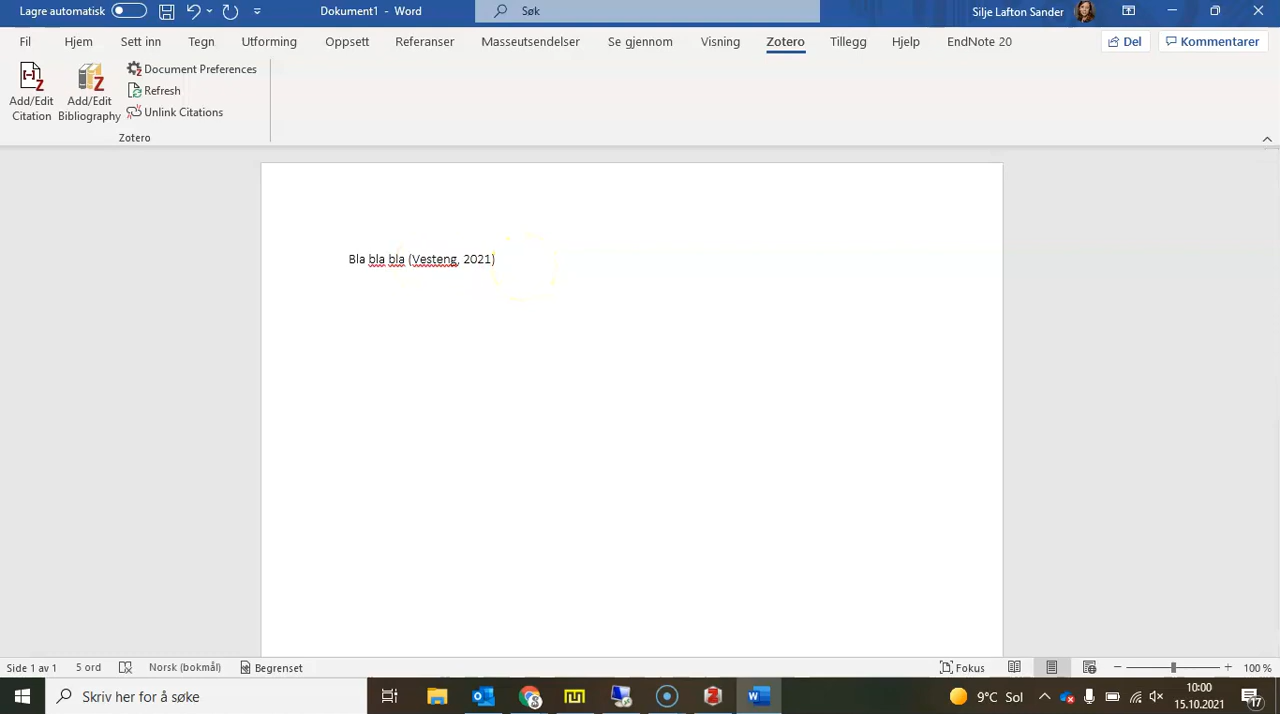 Lagre automatisk
Dokument1 - Word
Søk
Silje Lafton Sander
Fil Hjem Sett inn Tegn Utforming Oppsett Referanser Masseutsendelser Se gjennom Visning Zotero Tillegg Hjelp EndNote 20 Del Kommentarer
Add/Edit
Citation
Add/Edit
Bibliography
Document Preferences
Refresh
Unlink Citations
Zotero
Bla bla bla (Vesteng, 2021)
Side 1 av 1 5 ord Norsk (bokmål) Begrenset Fokus 100 %
Skriv her for å søke
9°C Sol
10:00
15.10.2021
17